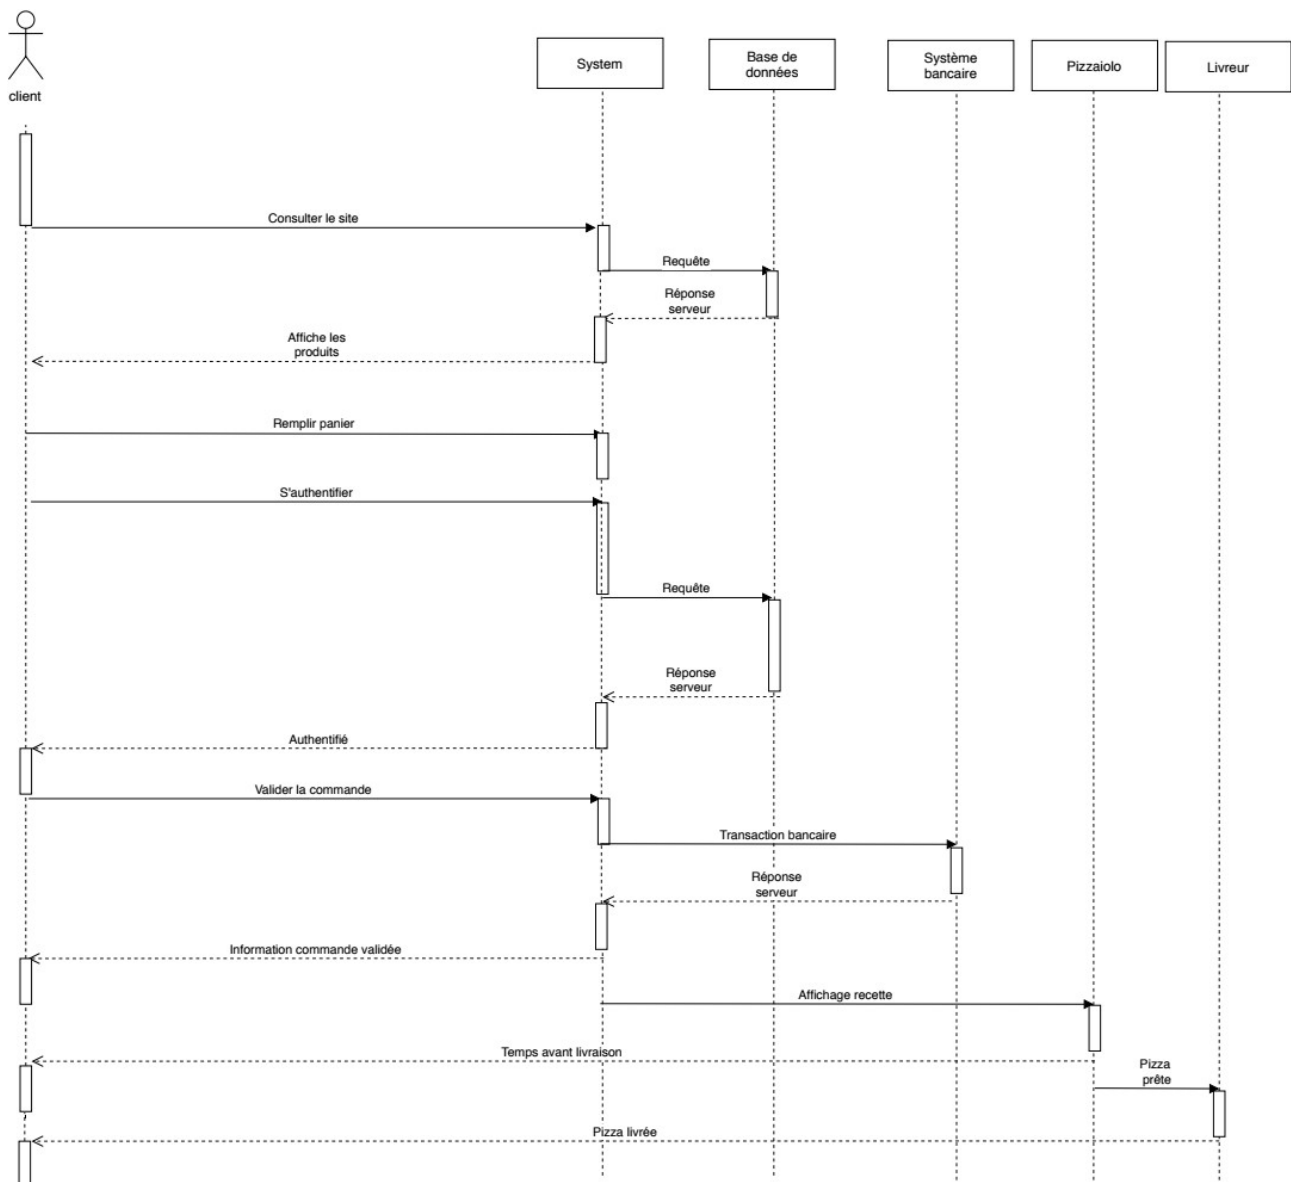 client
System
Base de
données
Système
bancaire
Pizzaiolo
Livreur
Consulter le site
Requête
Réponse
serveur
Affiche les
produits
Remplir panier
S'authentifier
Requête
Réponse
serveur
Authentifié
Valider la commande
Transaction bancaire
Réponse
serveur
Information commande validée
Affichage recette
Temps avant livraison
Pizza
prête
Pizza livrée